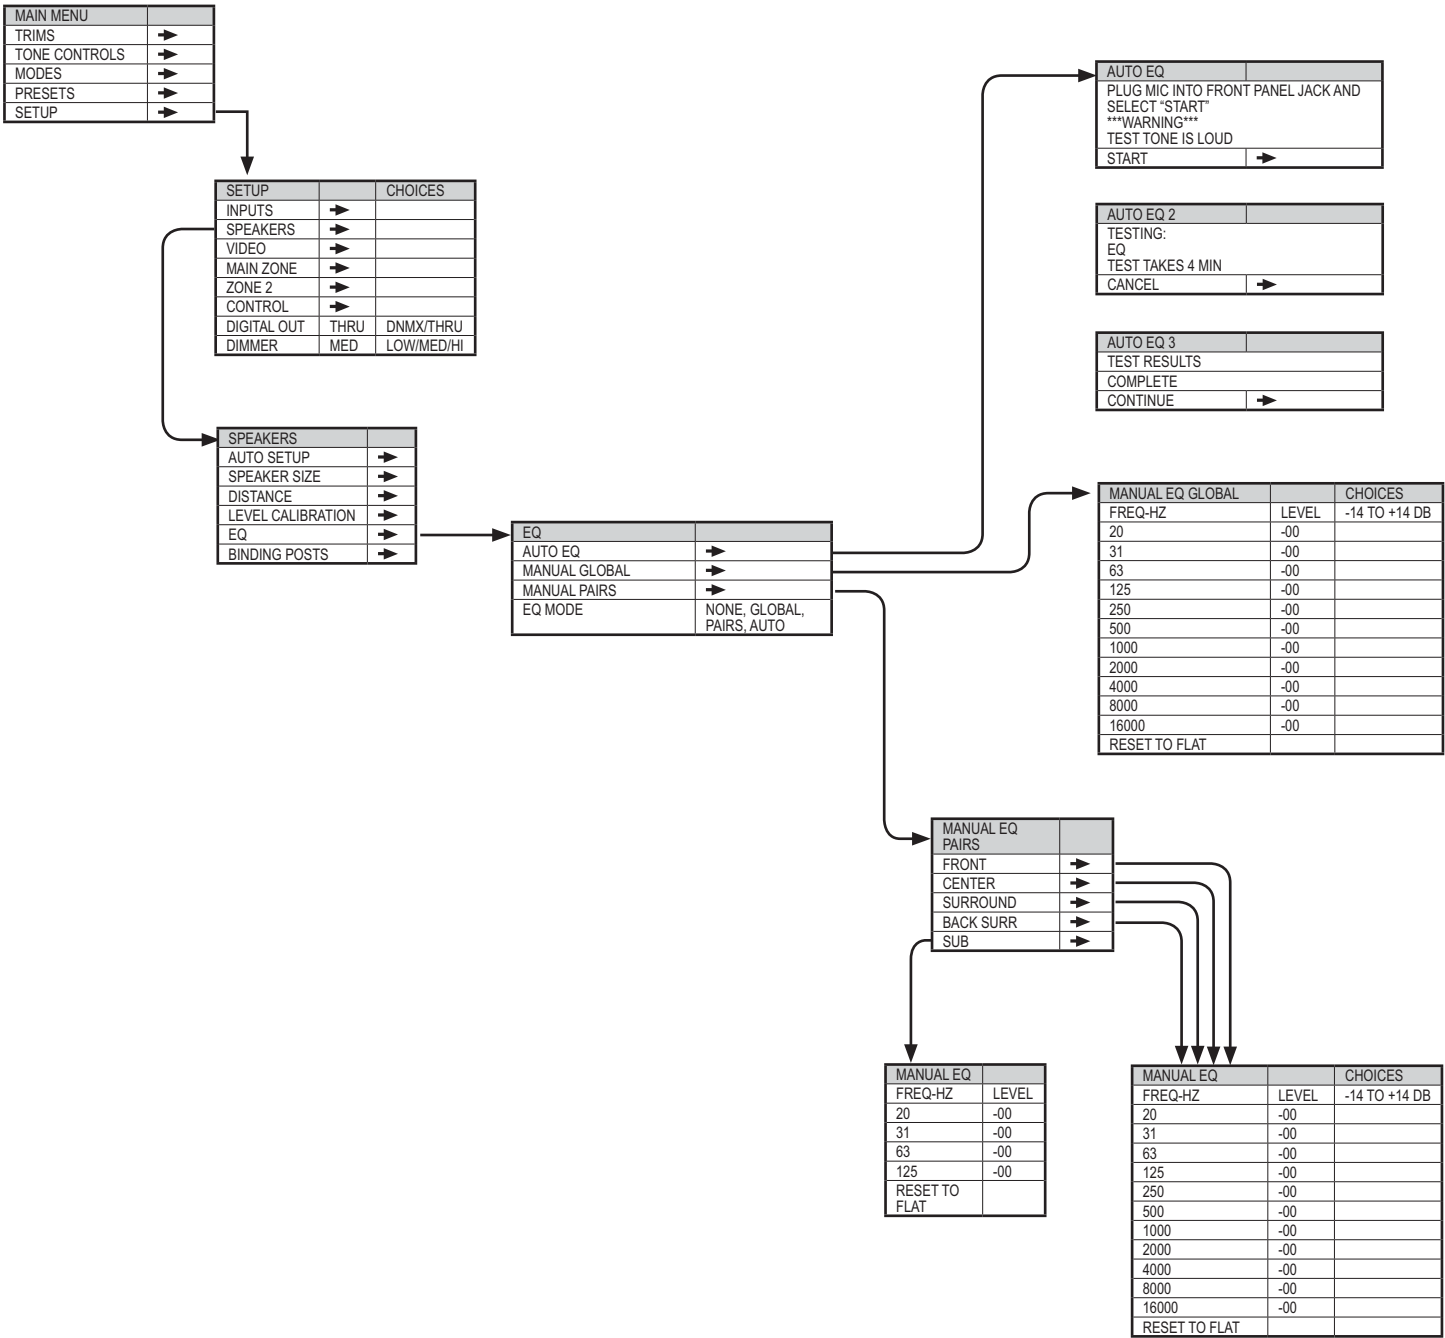 MAIN MENU
TRIMS
TONE CONTROLS
MODES
PRESETS
SETUP
SETUP CHOICES
INPUTS
SPEAKERS
VIDEO
MAIN ZONE
ZONE 2
CONTROL
DIGITAL OUT THRU DNMX/THRU
DIMMER MED LOW/MED/HI
SPEAKERS
AUTO SETUP
SPEAKER SIZE
DISTANCE
LEVEL CALIBRATION
EQ
BINDING POSTS
EQ
AUTO EQ
MANUAL GLOBAL
MANUAL PAIRS
EQ MODE NONE, GLOBAL,
PAIRS, AUTO
AUTO EQ
PLUG MIC INTO FRONT PANEL JACK AND
SELECT “START”
***WARNING***
TEST TONE IS LOUD
START
AUTO EQ 2
TESTING:
EQ
TEST TAKES 4 MIN
CANCEL
AUTO EQ 3
TEST RESULTS
COMPLETE
CONTINUE
MANUAL EQ GLOBAL CHOICES
FREQ-HZ LEVEL -14 TO +14 DB
20 -00
31 -00
63 -00
125 -00
250 -00
500 -00
1000 -00
2000 -00
4000 -00
8000 -00
16000 -00
RESET TO FLAT
MANUAL EQ
PAIRS
FRONT
CENTER
SURROUND
BACK SURR
SUB
MANUAL EQ
FREQ-HZ LEVEL
20 -00
31 -00
63 -00
125 -00
RESET TO
FLAT
MANUAL EQ CHOICES
FREQ-HZ LEVEL -14 TO +14 DB
20 -00
31 -00
63 -00
125 -00
250 -00
500 -00
1000 -00
2000 -00
4000 -00
8000 -00
16000 -00
RESET TO FLAT